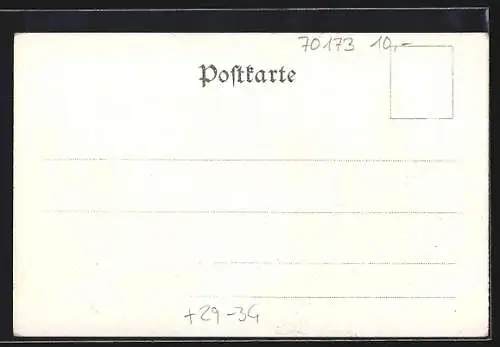 70173 10,-
Postkarte
+29-34